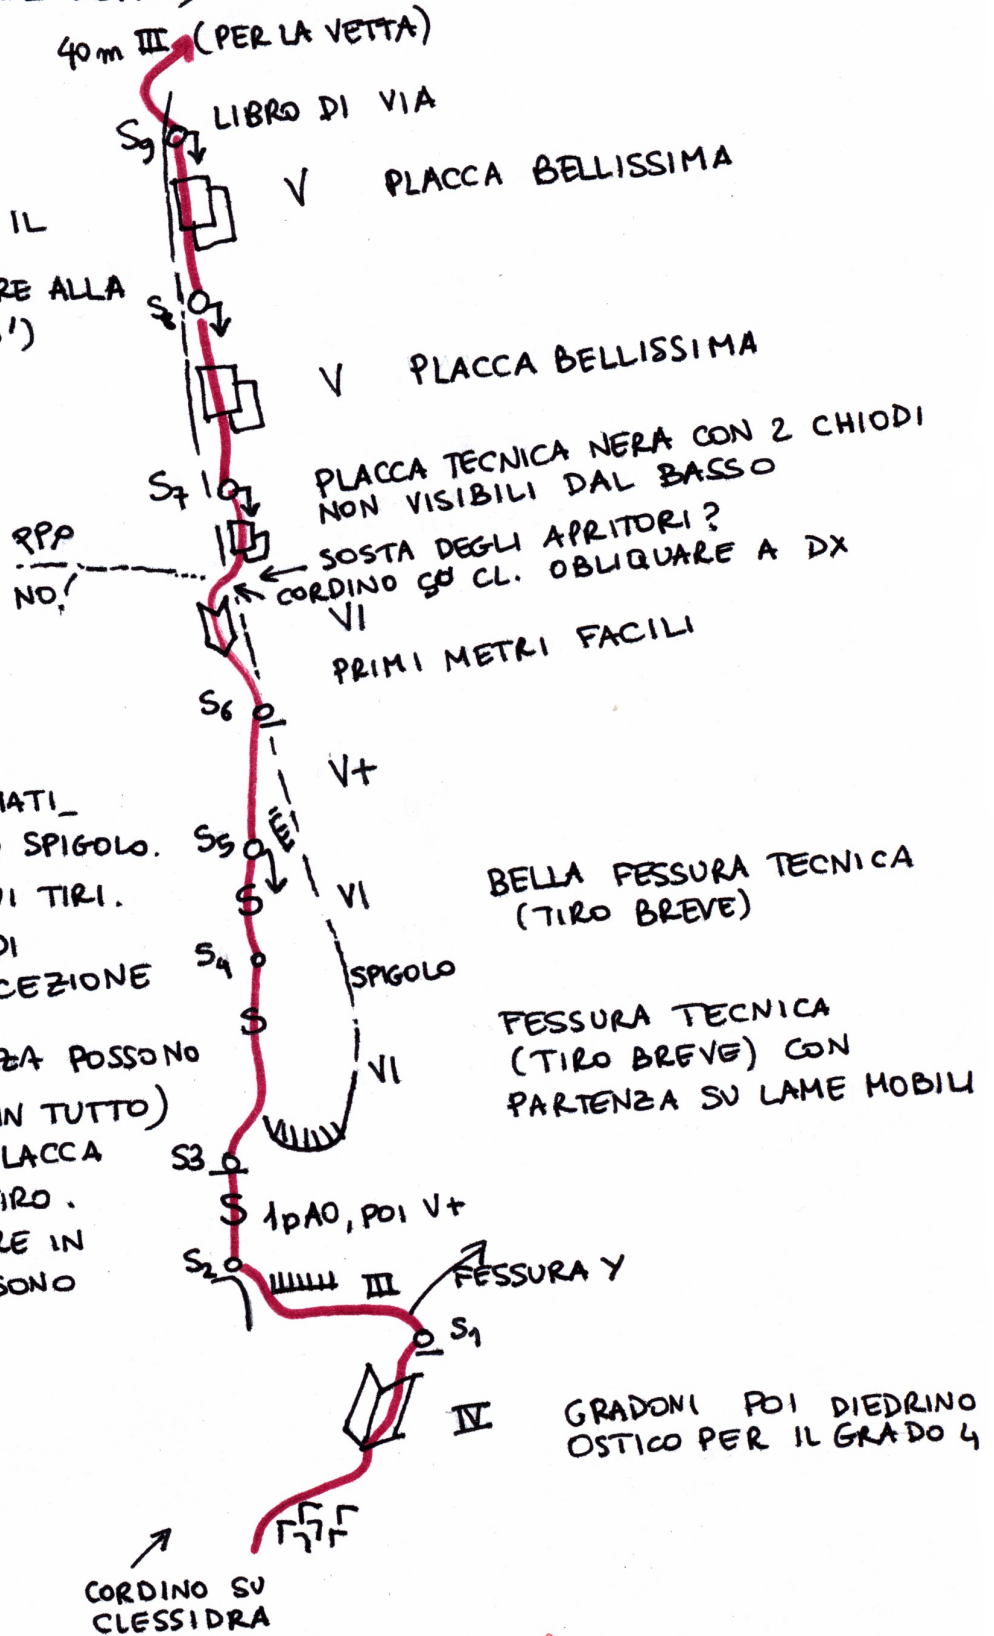 40m III (PER LA VETTA)
LIBRO DI VIA
S9
V PLACCA BELLISSIMA
IL
RE ALLA
')
S8
V PLACCA BELLISSIMA
S7
PLACCA TECNICA NERA CON 2 CHIODI
NON VISIBILI DAL BASSO
PPP
NO!
SOSTA DEGLI APRITORI?
CORDINO SU CL. OBLIQUARE A DX
VI
PRIMI METRI FACILI
S6
V+
IATI_
SPIGOLO.
S5
I TIRI.
VI
BELLA FESSURA TECNICA
(TIRO BREVE)
DI
CEZIONE
S4
SPIGOLO
FESSURA TECNICA
(TIRO BREVE) CON
PARTENZA SU LAME MOBILI
ZA POSSONO
VI
IN TUTTO)
LACCA
S3
IRO.
1pA0, POI V+
RE IN
SONO
S2
III
FESSURA Y
S1
IV
GRADONI POI DIEDRINO
OSTICO PER IL GRADO 4
CORDINO SU
CLESSIDRA